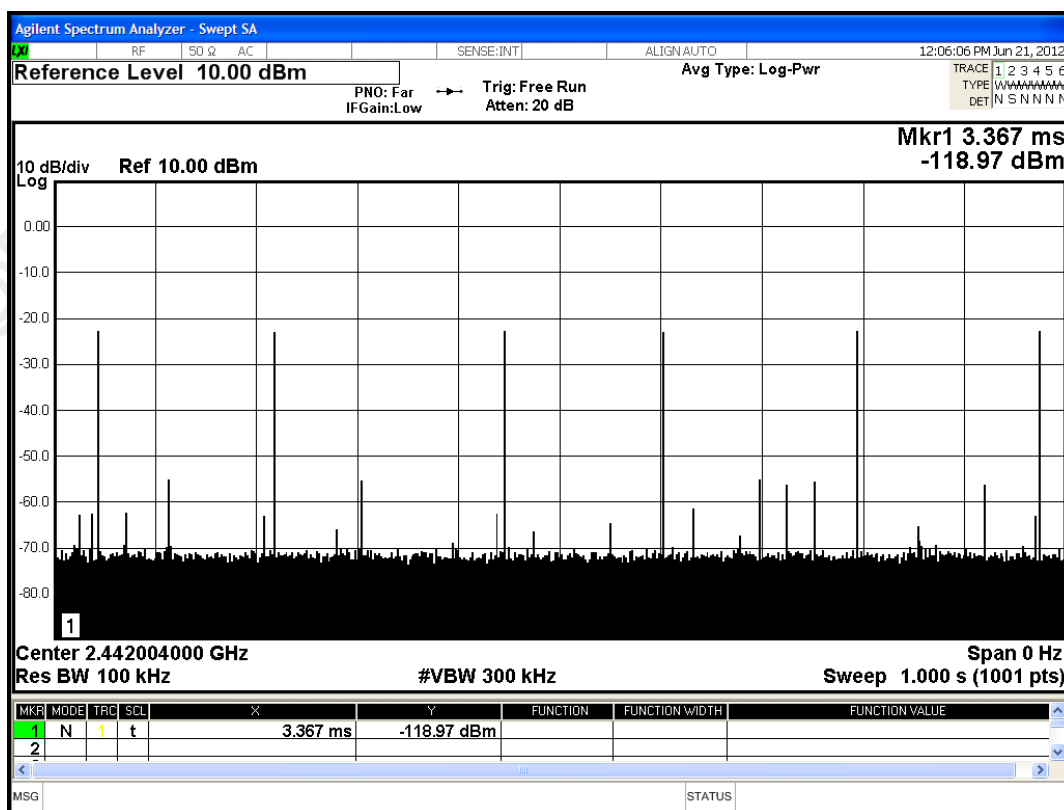 Agilent Spectrum Analyzer - Swept SA
LXI RF 50 Ω AC SENSE:INT ALIGN AUTO 12:06:06 PM Jun 21, 2012
Reference Level 10.00 dBm
PNO: Far
IFGain:Low
Trig: Free Run
Atten: 20 dB
Avg Type: Log-Pwr
TRACE 1 2 3 4 5 6
TYPE
DET N S N N N N
Mkr1 3.367 ms
-118.97 dBm
10 dB/div Ref 10.00 dBm
Log
0.00
-10.0
-20.0
-30.0
-40.0
-50.0
-60.0
-70.0
-80.0
1
Center 2.442004000 GHz Span 0 Hz
Res BW 100 kHz #VBW 300 kHz Sweep 1.000 s (1001 pts)
MKR MODE TRC SCL X Y FUNCTION FUNCTION WIDTH FUNCTION VALUE
1 N 1 t 3.367 ms -118.97 dBm
2
MSG STATUS